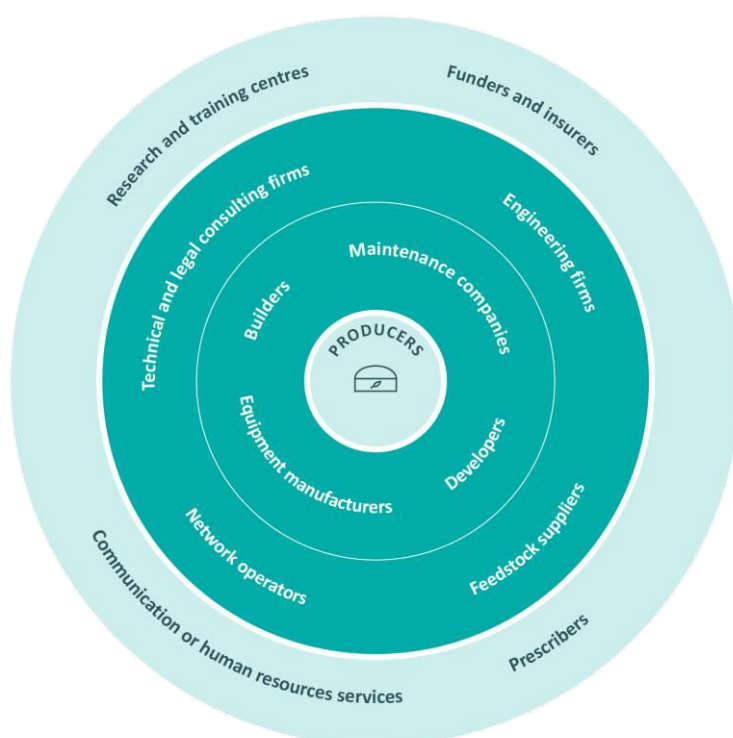 Research and training centres
Funders and insurers
Technical and legal consulting firms
Engineering firms
Maintenance companies
Builders
PRODUCERS
Equipment manufacturers
Developers
Network operators
Feedstock suppliers
Communication or human resources services
Prescribers